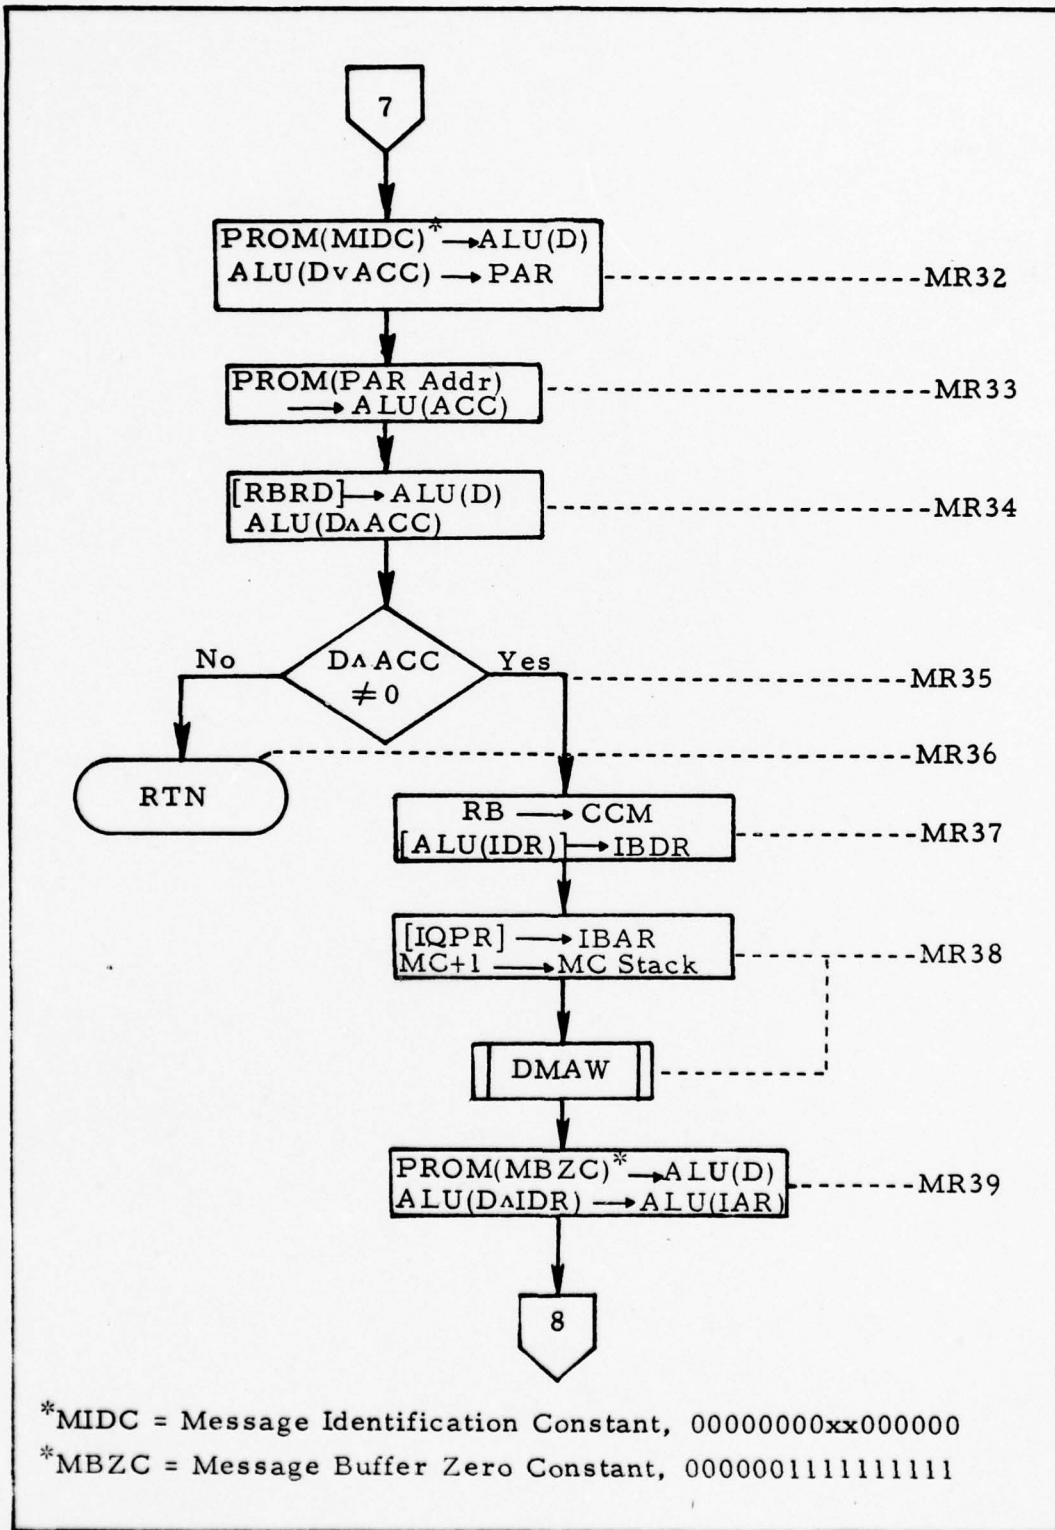 7
PROM(MIDC)* → ALU(D)
ALU(D∨ACC) → PAR
MR32
PROM(PAR Addr)
→ ALU(ACC)
MR33
[RBRD] → ALU(D)
ALU(D∧ACC)
MR34
D∧ACC
≠ 0
No
Yes
MR35
RTN
MR36
RB → CCM
[ALU(IDR)] → IBDR
MR37
[IQPR] → IBAR
MC+1 → MC Stack
MR38
DMAW
PROM(MBZC)* → ALU(D)
ALU(D∧IDR) → ALU(IAR)
MR39
8
*MIDC = Message Identification Constant, 00000000xx000000
*MBZC = Message Buffer Zero Constant, 0000001111111111